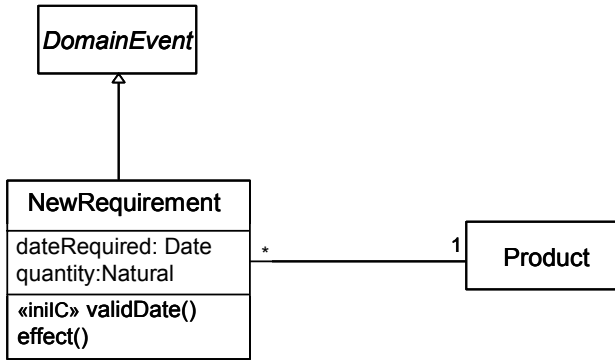 DomainEvent
NewRequirement
dateRequired: Date
quantity:Natural
«iniIC» validDate()
effect()
*
1
Product